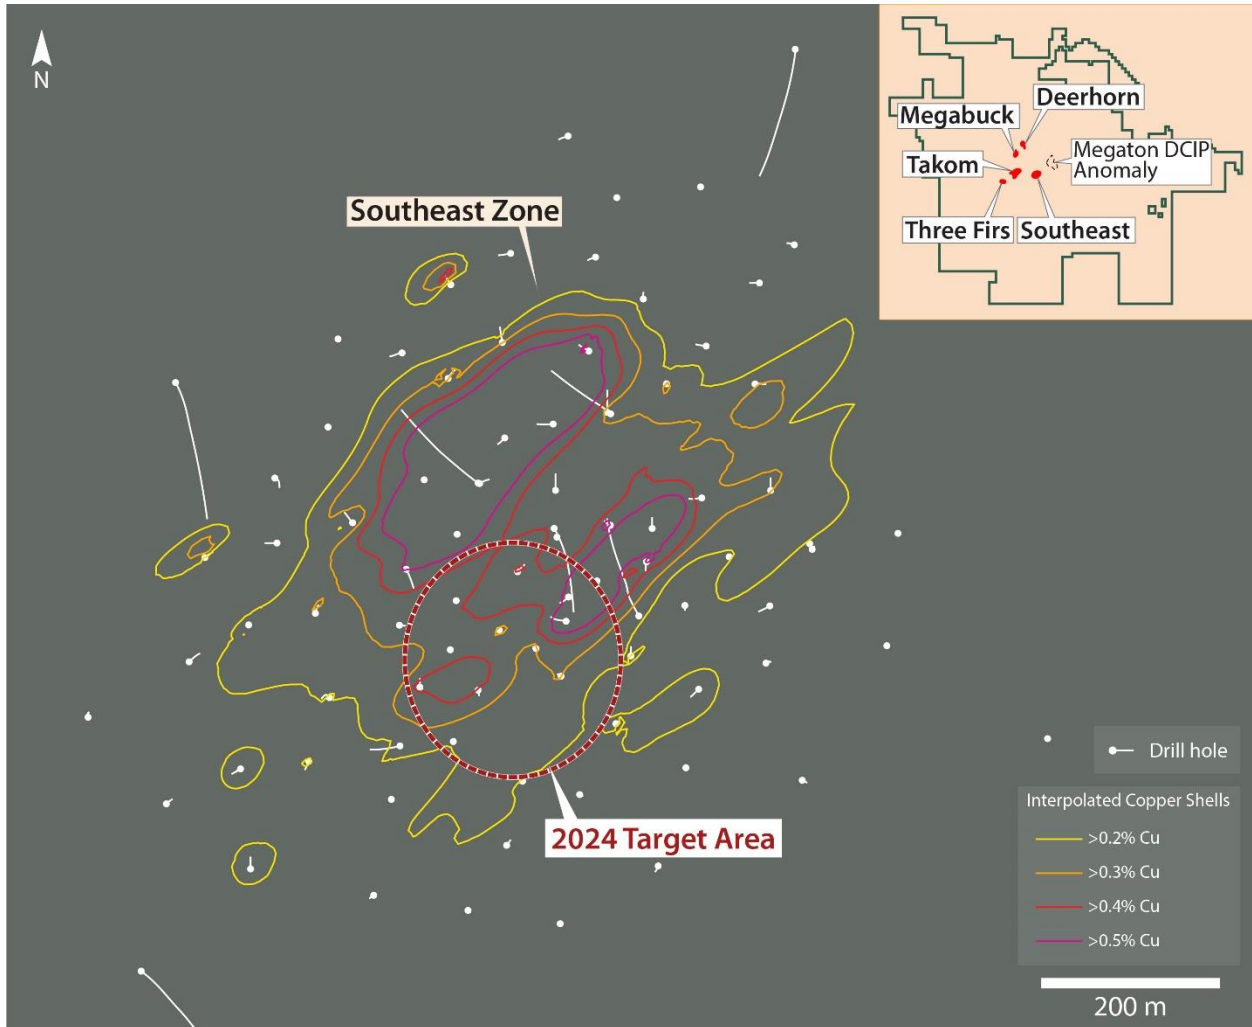 N
Southeast Zone
Deerhorn
Megabuck
Megaton DCIP
Anomaly
Takom
Three Firs
Southeast
2024 Target Area
Drill hole
Interpolated Copper Shells
>0.2% Cu
>0.3% Cu
>0.4% Cu
>0.5% Cu
200 m